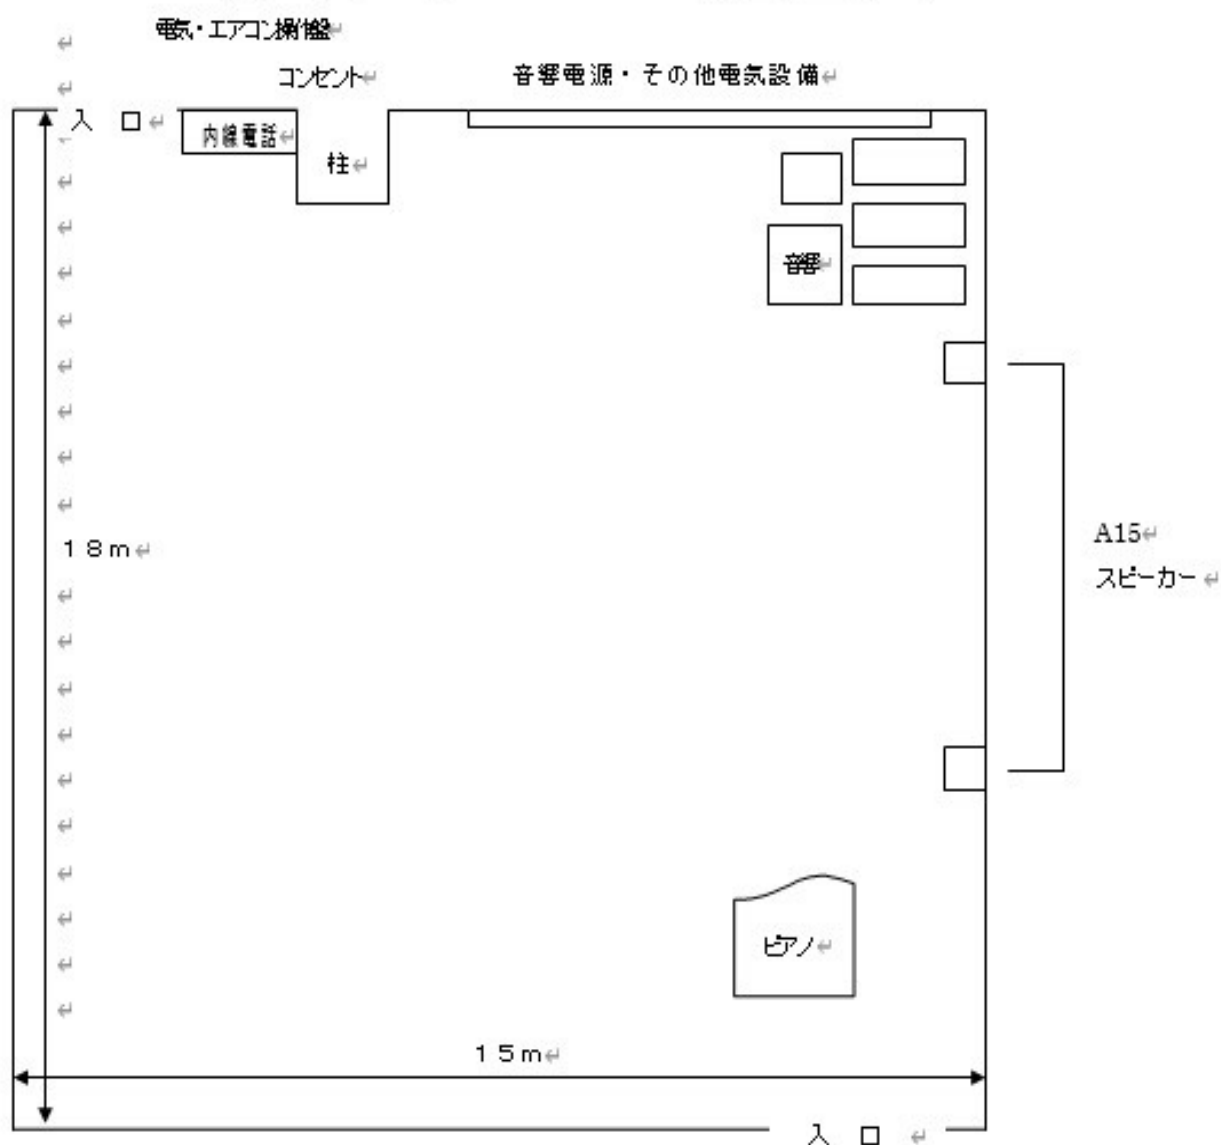 電気・エアコン操作盤
コンセント
音響電源・その他電気設備
入 口
内線電話
柱
音響
18m
A15
スピーカー
ピアノ
15m
入 口